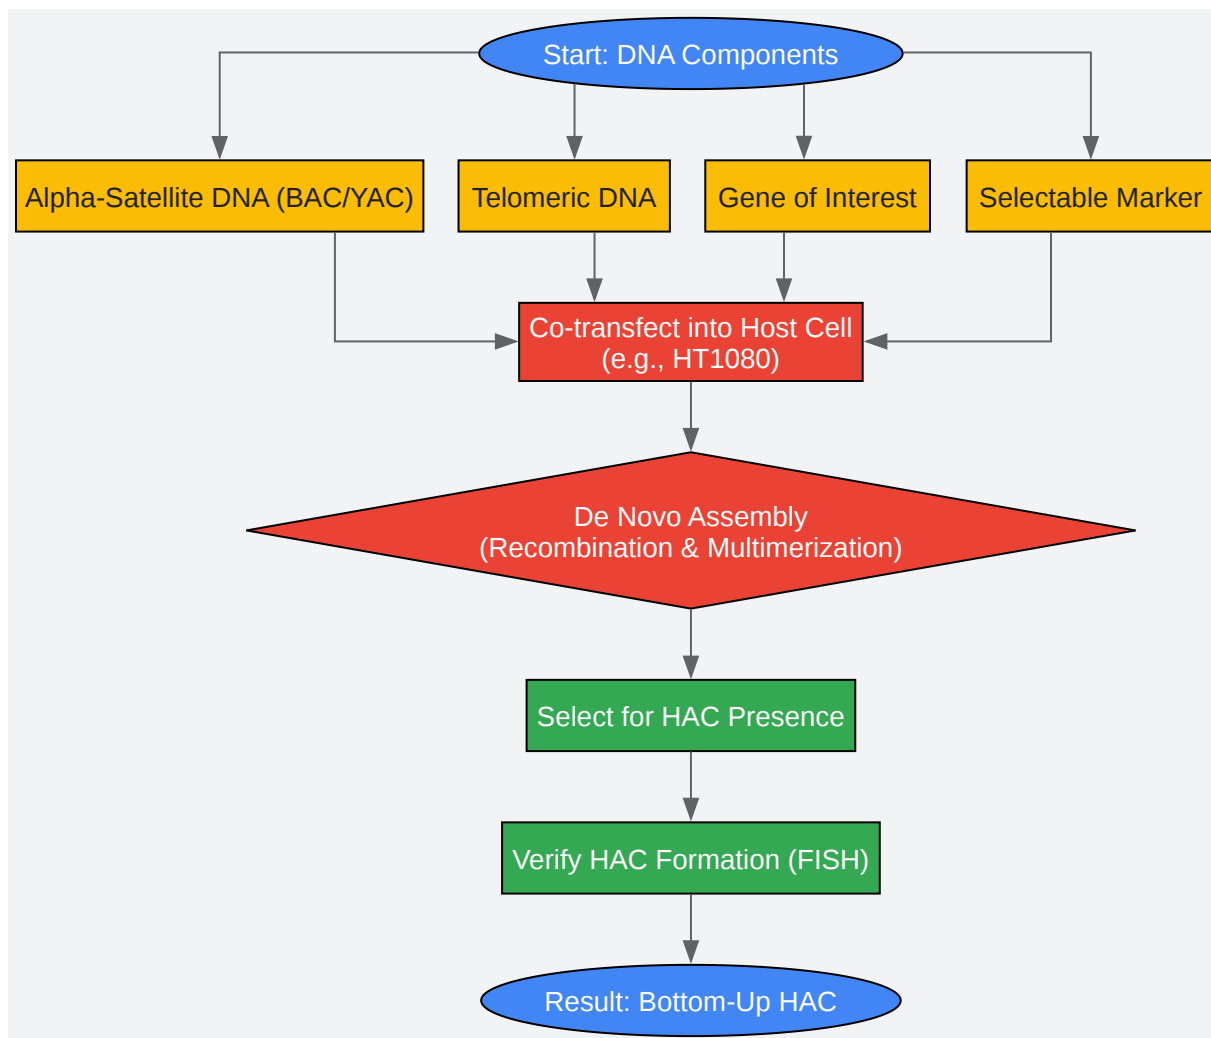 Start: DNA Components
Alpha-Satellite DNA (BAC/YAC)
Telomeric DNA
Gene of Interest
Selectable Marker
Co-transfect into Host Cell
(e.g., HT1080)
De Novo Assembly
(Recombination & Multimerization)
Select for HAC Presence
Verify HAC Formation (FISH)
Result: Bottom-Up HAC